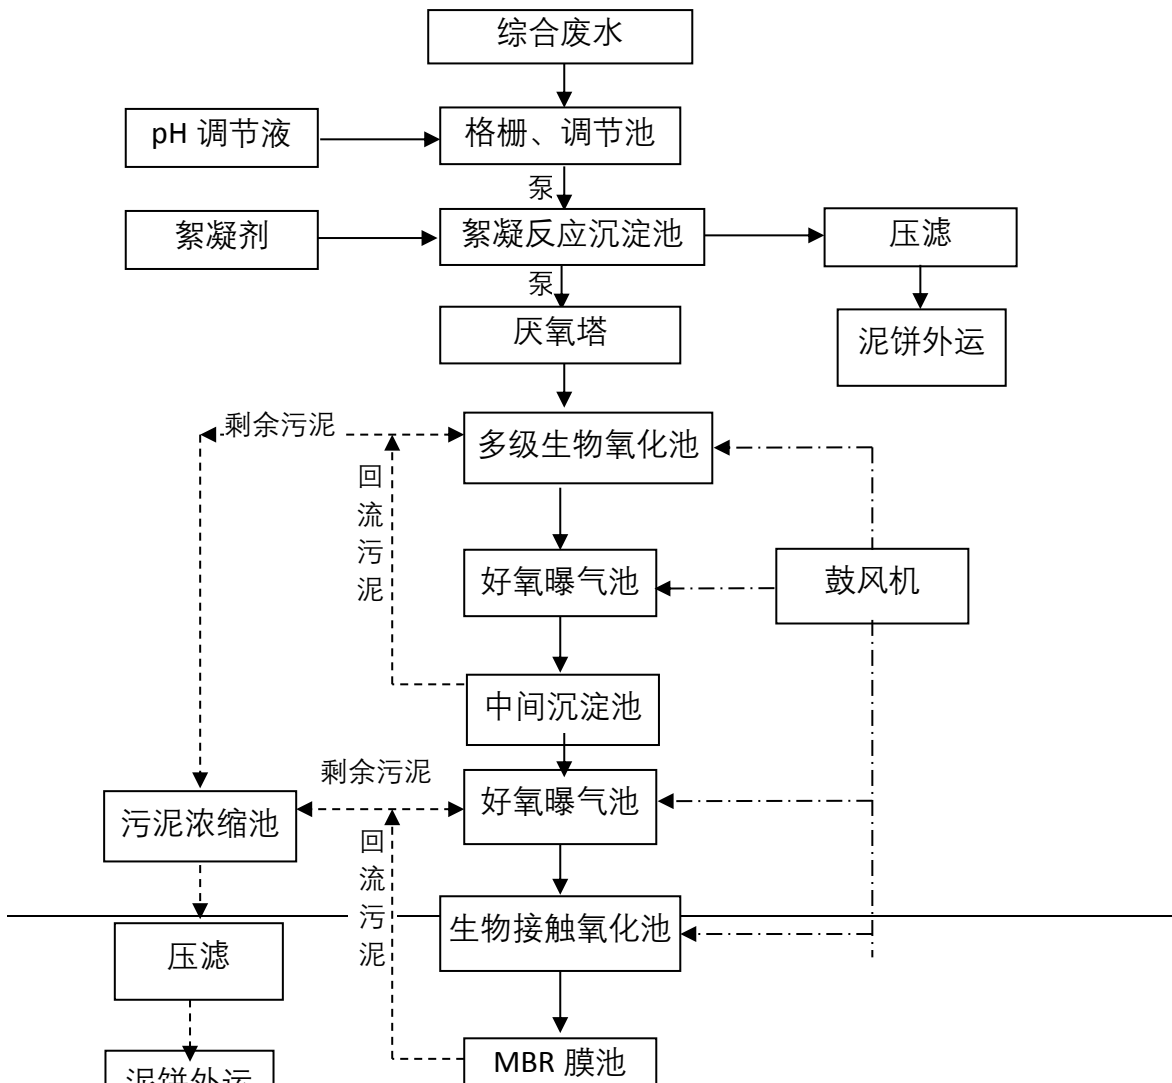 综合废水
pH 调节液
格栅、调节池
泵
絮凝剂
絮凝反应沉淀池
压滤
泵
厌氧塔
泥饼外运
剩余污泥
多级生物氧化池
回
流
污
泥
好氧曝气池
鼓风机
中间沉淀池
剩余污泥
好氧曝气池
污泥浓缩池
回
流
污
泥
生物接触氧化池
压滤
MBR 膜池
泥饼外运